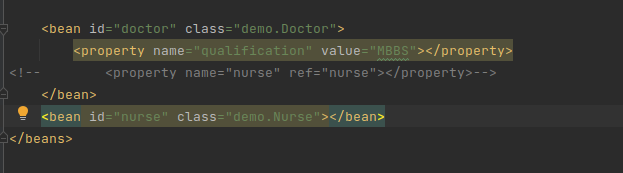 <bean id="doctor" class="demo.Doctor">
<property name="qualification" value="MBBS"></property>
<!-- <property name="nurse" ref="nurse"></property>-->
</bean>
<bean id="nurse" class="demo.Nurse"></bean>
</beans>